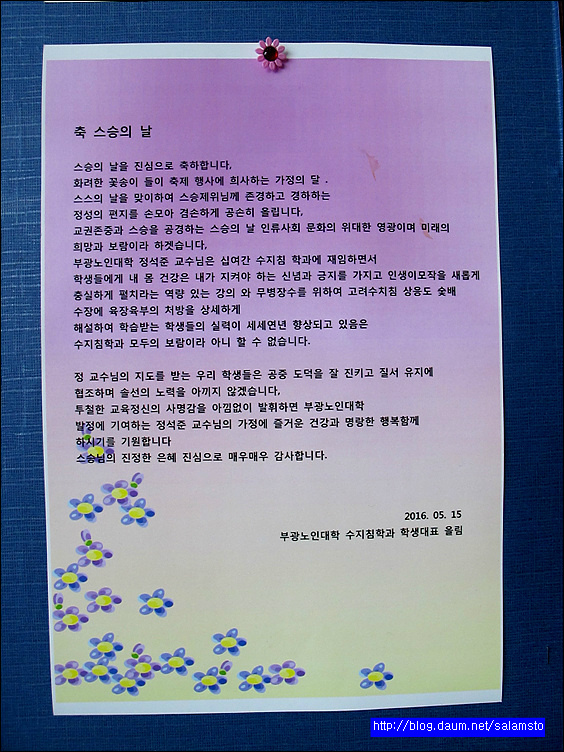 축 스승의 날
스승의 날을 진심으로 축하합니다,
화려한 꽃송이 들이 축제 행사에 희사하는 가정의 달 .
스스의 날을 맞이하여 스승제위님께 존경하고 경하하는
정성의 편지를 손모아 겸손하게 공손히 올립니다,
교권존중과 스승을 공경하는 스승의 날 인류사회 문화의 위대한 영광이며 미래의
희망과 보람이라 하겠습니다,
부광노인대학 정석준 교수님은 십여간 수지침 학과에 재임하면서
학생들에게 내 몸 건강은 내가 지켜야 하는 신념과 긍지를 가지고 인생이모작을 새롭게
충실하게 펼치라는 역량 있는 강의 와 무병장수를 위하여 고려수치침 상응도 숯배
수장에 육장육부의 처방을 상세하게
해설하여 학습받는 학생들의 실력이 세세연년 향상되고 있음은
수지침학과 모두의 보람이라 아니 할 수 없습니다.
정 교수님의 지도를 받는 우리 학생들은 공중 도덕을 잘 진키고 질서 유지에
협조하며 솔선의 노력을 아끼지 않겠습니다,
투철한 교육정신의 사명감을 아낌없이 발휘하면 부광노인대학
발정에 기여하는 정석준 교수님의 가정에 즐거운 건강과 명랑한 행복함께
하시기를 기원합니다
스승님의 진정한 은혜 진심으로 매우매우 감사합니다.
2016. 05. 15
부광노인대학 수지침학과 학생대표 올림
http://blog.daum.net/salamsto